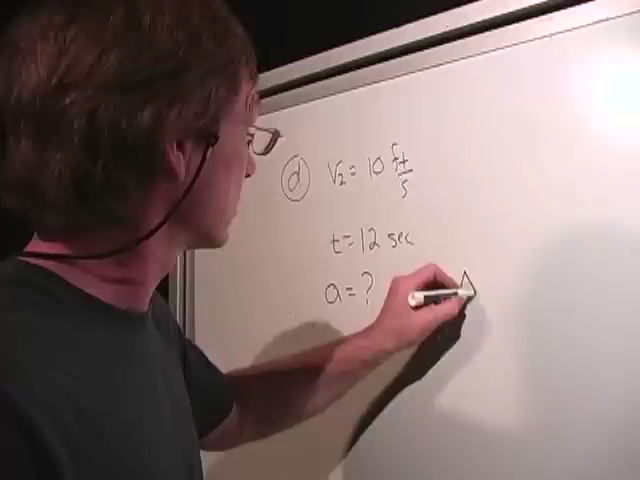 d V₂ = 10 ft/s
t = 12 sec
a = ? Δ